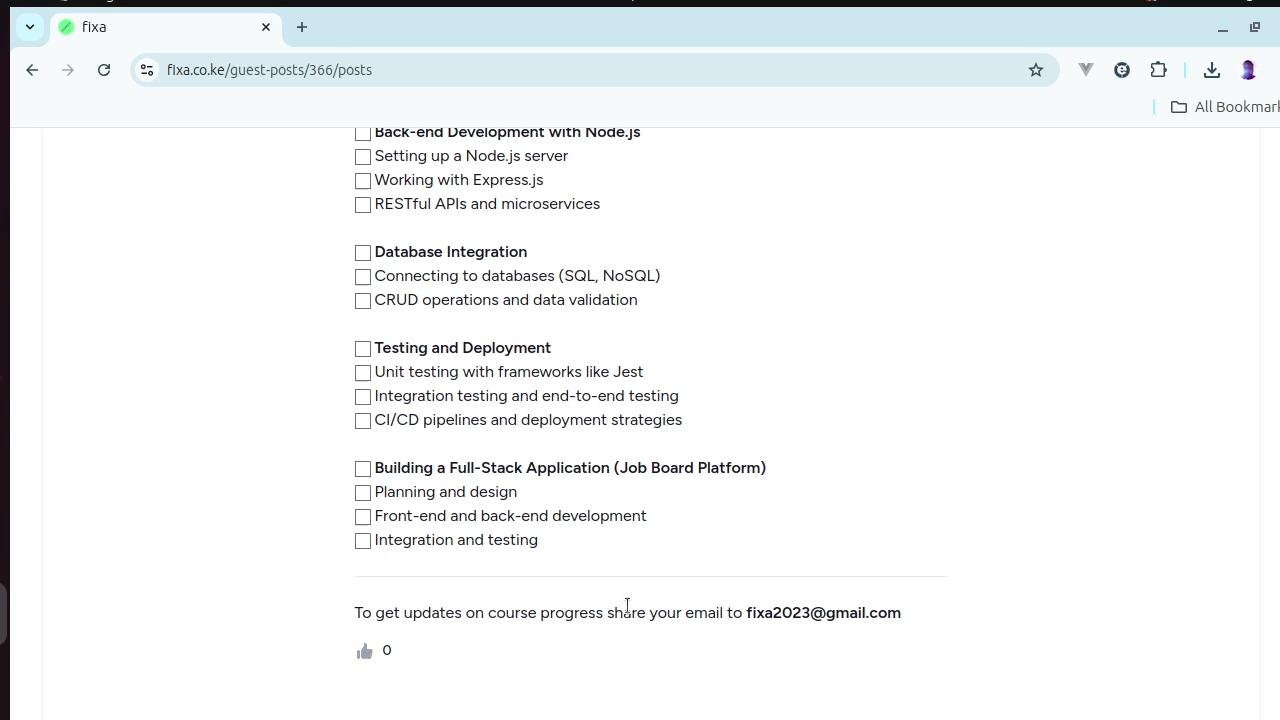 fixa
fixa.co.ke/guest-posts/366/posts
All Bookmark
Back-end Development with Node.js
Setting up a Node.js server
Working with Express.js
RESTful APIs and microservices
Database Integration
Connecting to databases (SQL, NoSQL)
CRUD operations and data validation
Testing and Deployment
Unit testing with frameworks like Jest
Integration testing and end-to-end testing
CI/CD pipelines and deployment strategies
Building a Full-Stack Application (Job Board Platform)
Planning and design
Front-end and back-end development
Integration and testing
To get updates on course progress share your email to fixa2023@gmail.com
0